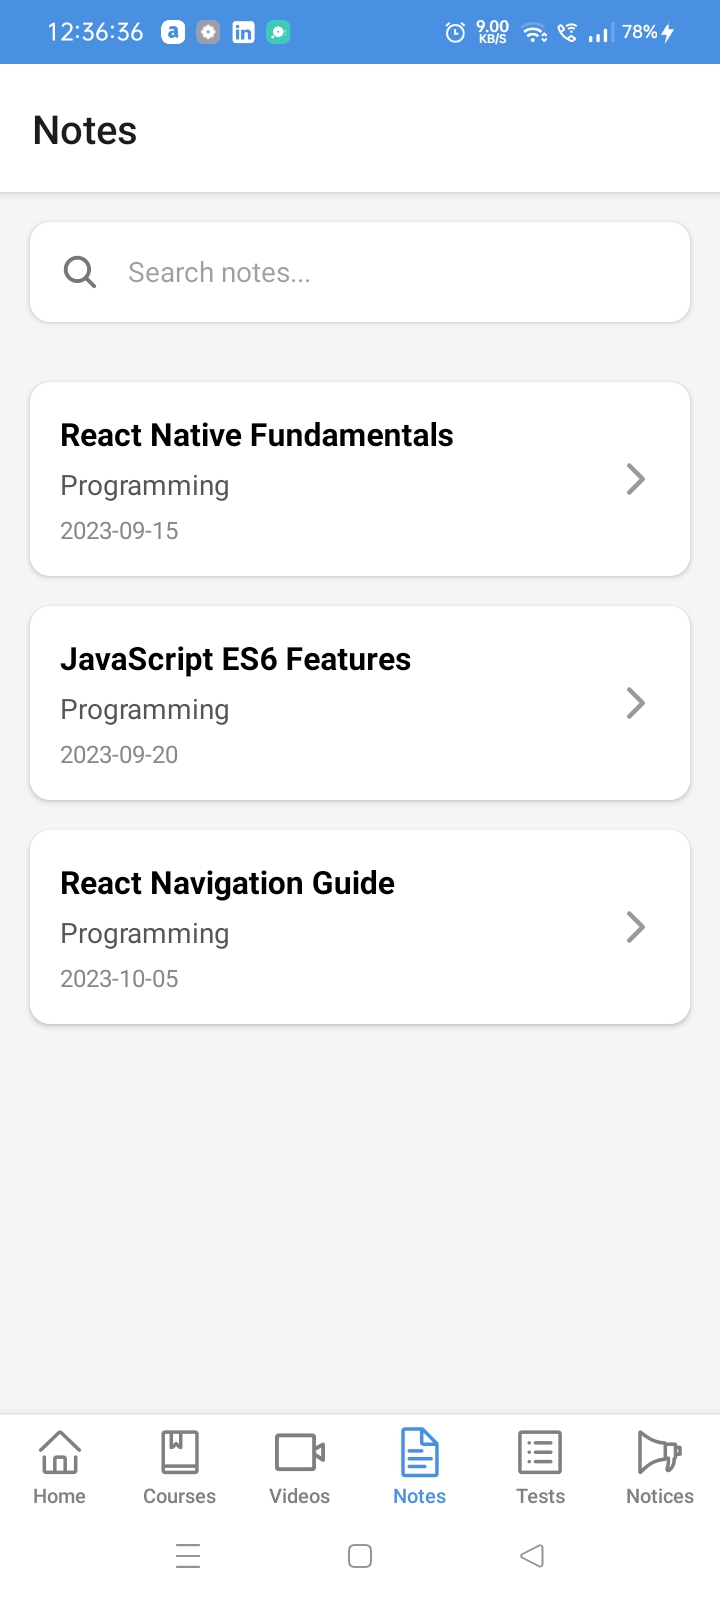 12:36:36 a in 9.00 KB/S 78%
Notes
Search notes...
React Native Fundamentals
Programming
2023-09-15
JavaScript ES6 Features
Programming
2023-09-20
React Navigation Guide
Programming
2023-10-05
Home Courses Videos Notes Tests Notices